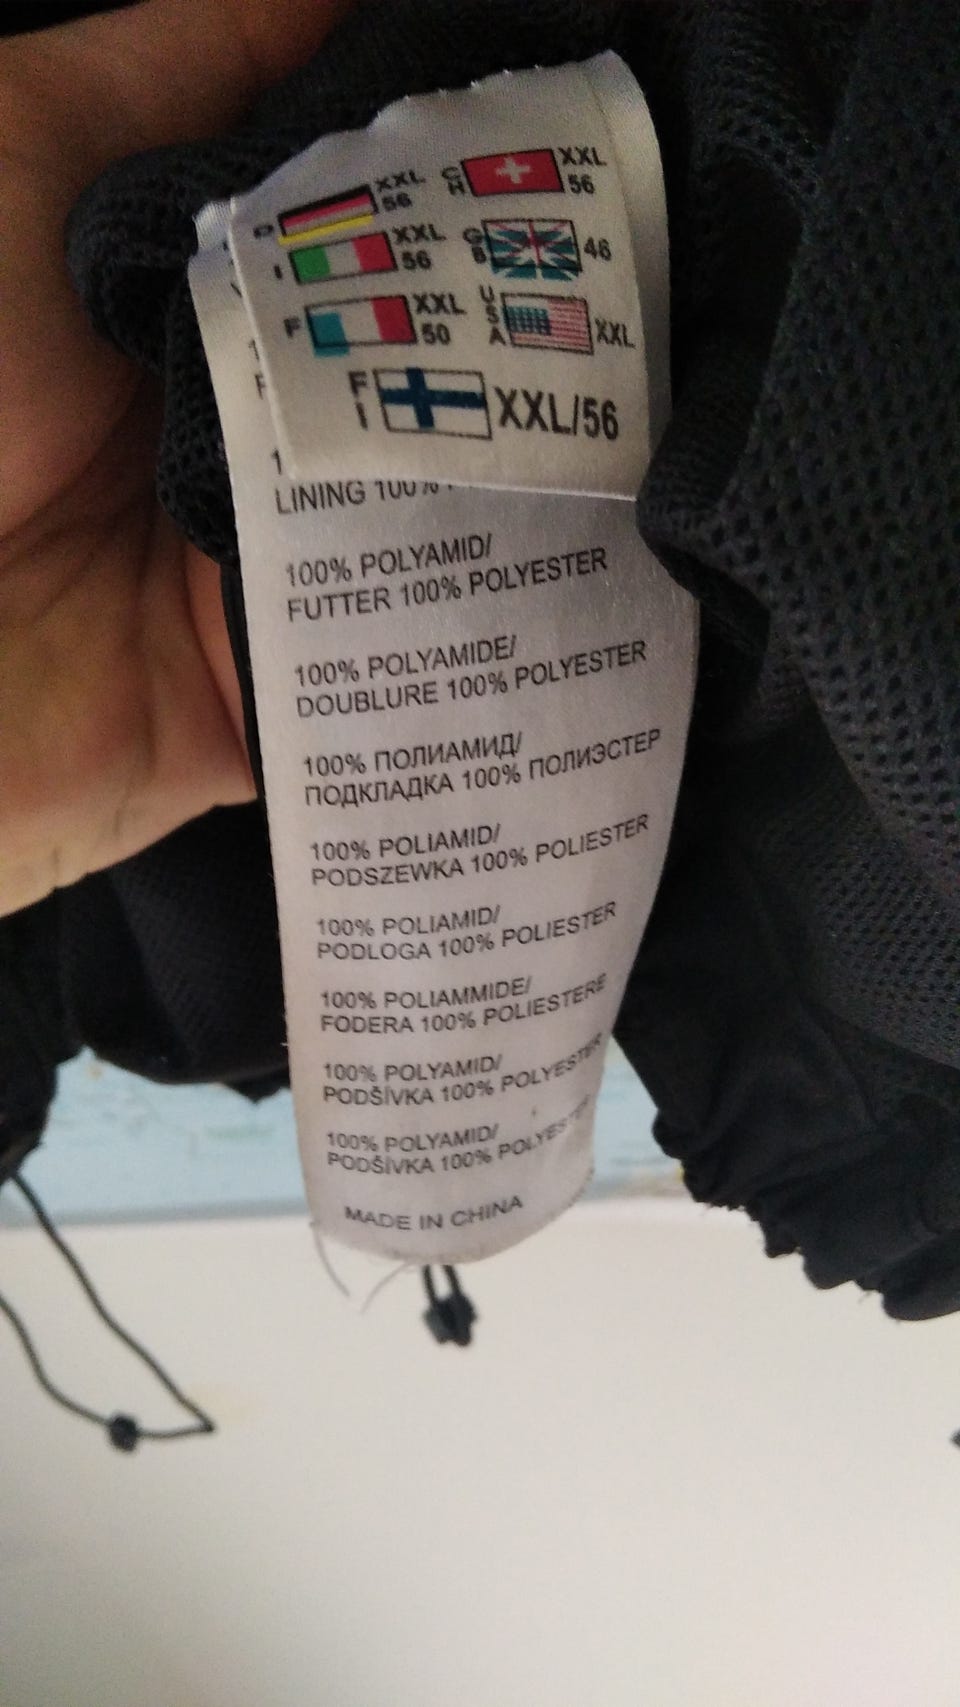 D XXL 56
CH XXL 56
I XXL 56
GB 46
F XXL 50
USA XXL
FI XXL/56
LINING 100%
100% POLYAMID/
FUTTER 100% POLYESTER
100% POLYAMIDE/
DOUBLURE 100% POLYESTER
100% ПОЛИАМИД/
ПОДКЛАДКА 100% ПОЛИЭСТЕР
100% POLIAMID/
PODSZEWKA 100% POLIESTER
100% POLIAMID/
PODLOGA 100% POLIESTER
100% POLIAMMIDE/
FODERA 100% POLIESTERE
100% POLYAMID/
PODŠÍVKA 100% POLYESTER
100% POLYAMID/
PODŠÍVKA 100% POLYESTER
MADE IN CHINA